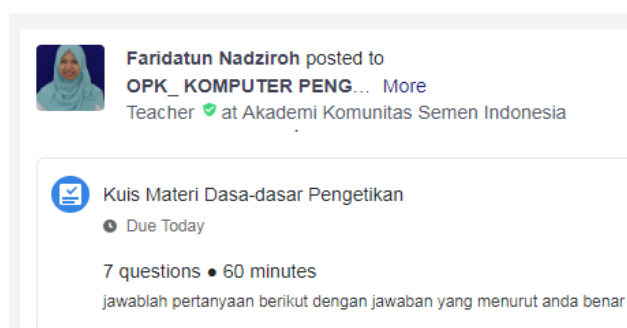 Faridatun Nadziroh posted to
OPK_ KOMPUTER PENG... More
Teacher at Akademi Komunitas Semen Indonesia
Kuis Materi Dasa-dasar Pengetikan
Due Today
7 questions ● 60 minutes
jawablah pertanyaan berikut dengan jawaban yang menurut anda benar